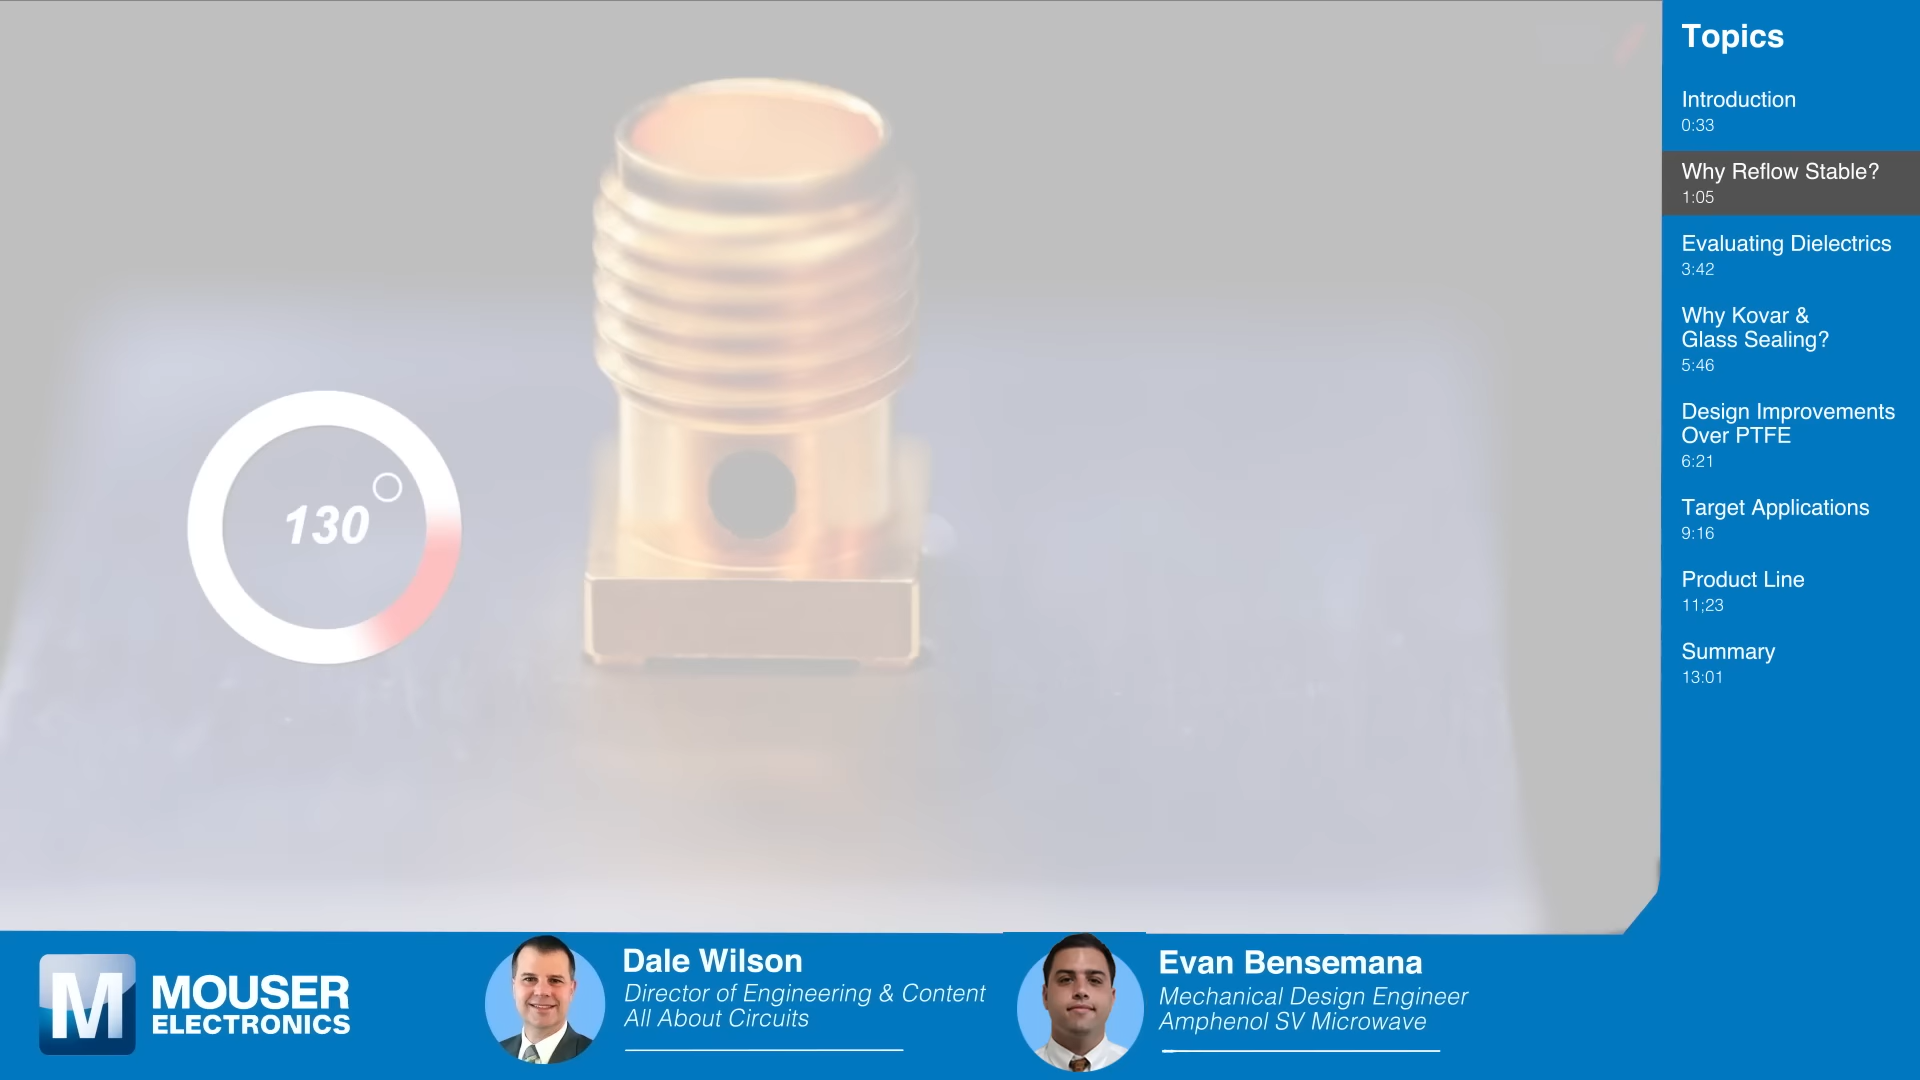 Topics
Introduction
0:33
Why Reflow Stable?
1:05
Evaluating Dielectrics
3:42
Why Kovar &
Glass Sealing?
5:46
Design Improvements
Over PTFE
6:21
Target Applications
9:16
Product Line
11;23
Summary
13:01
130
M
MOUSER
ELECTRONICS
Dale Wilson
Director of Engineering & Content
All About Circuits
Evan Bensemana
Mechanical Design Engineer
Amphenol SV Microwave